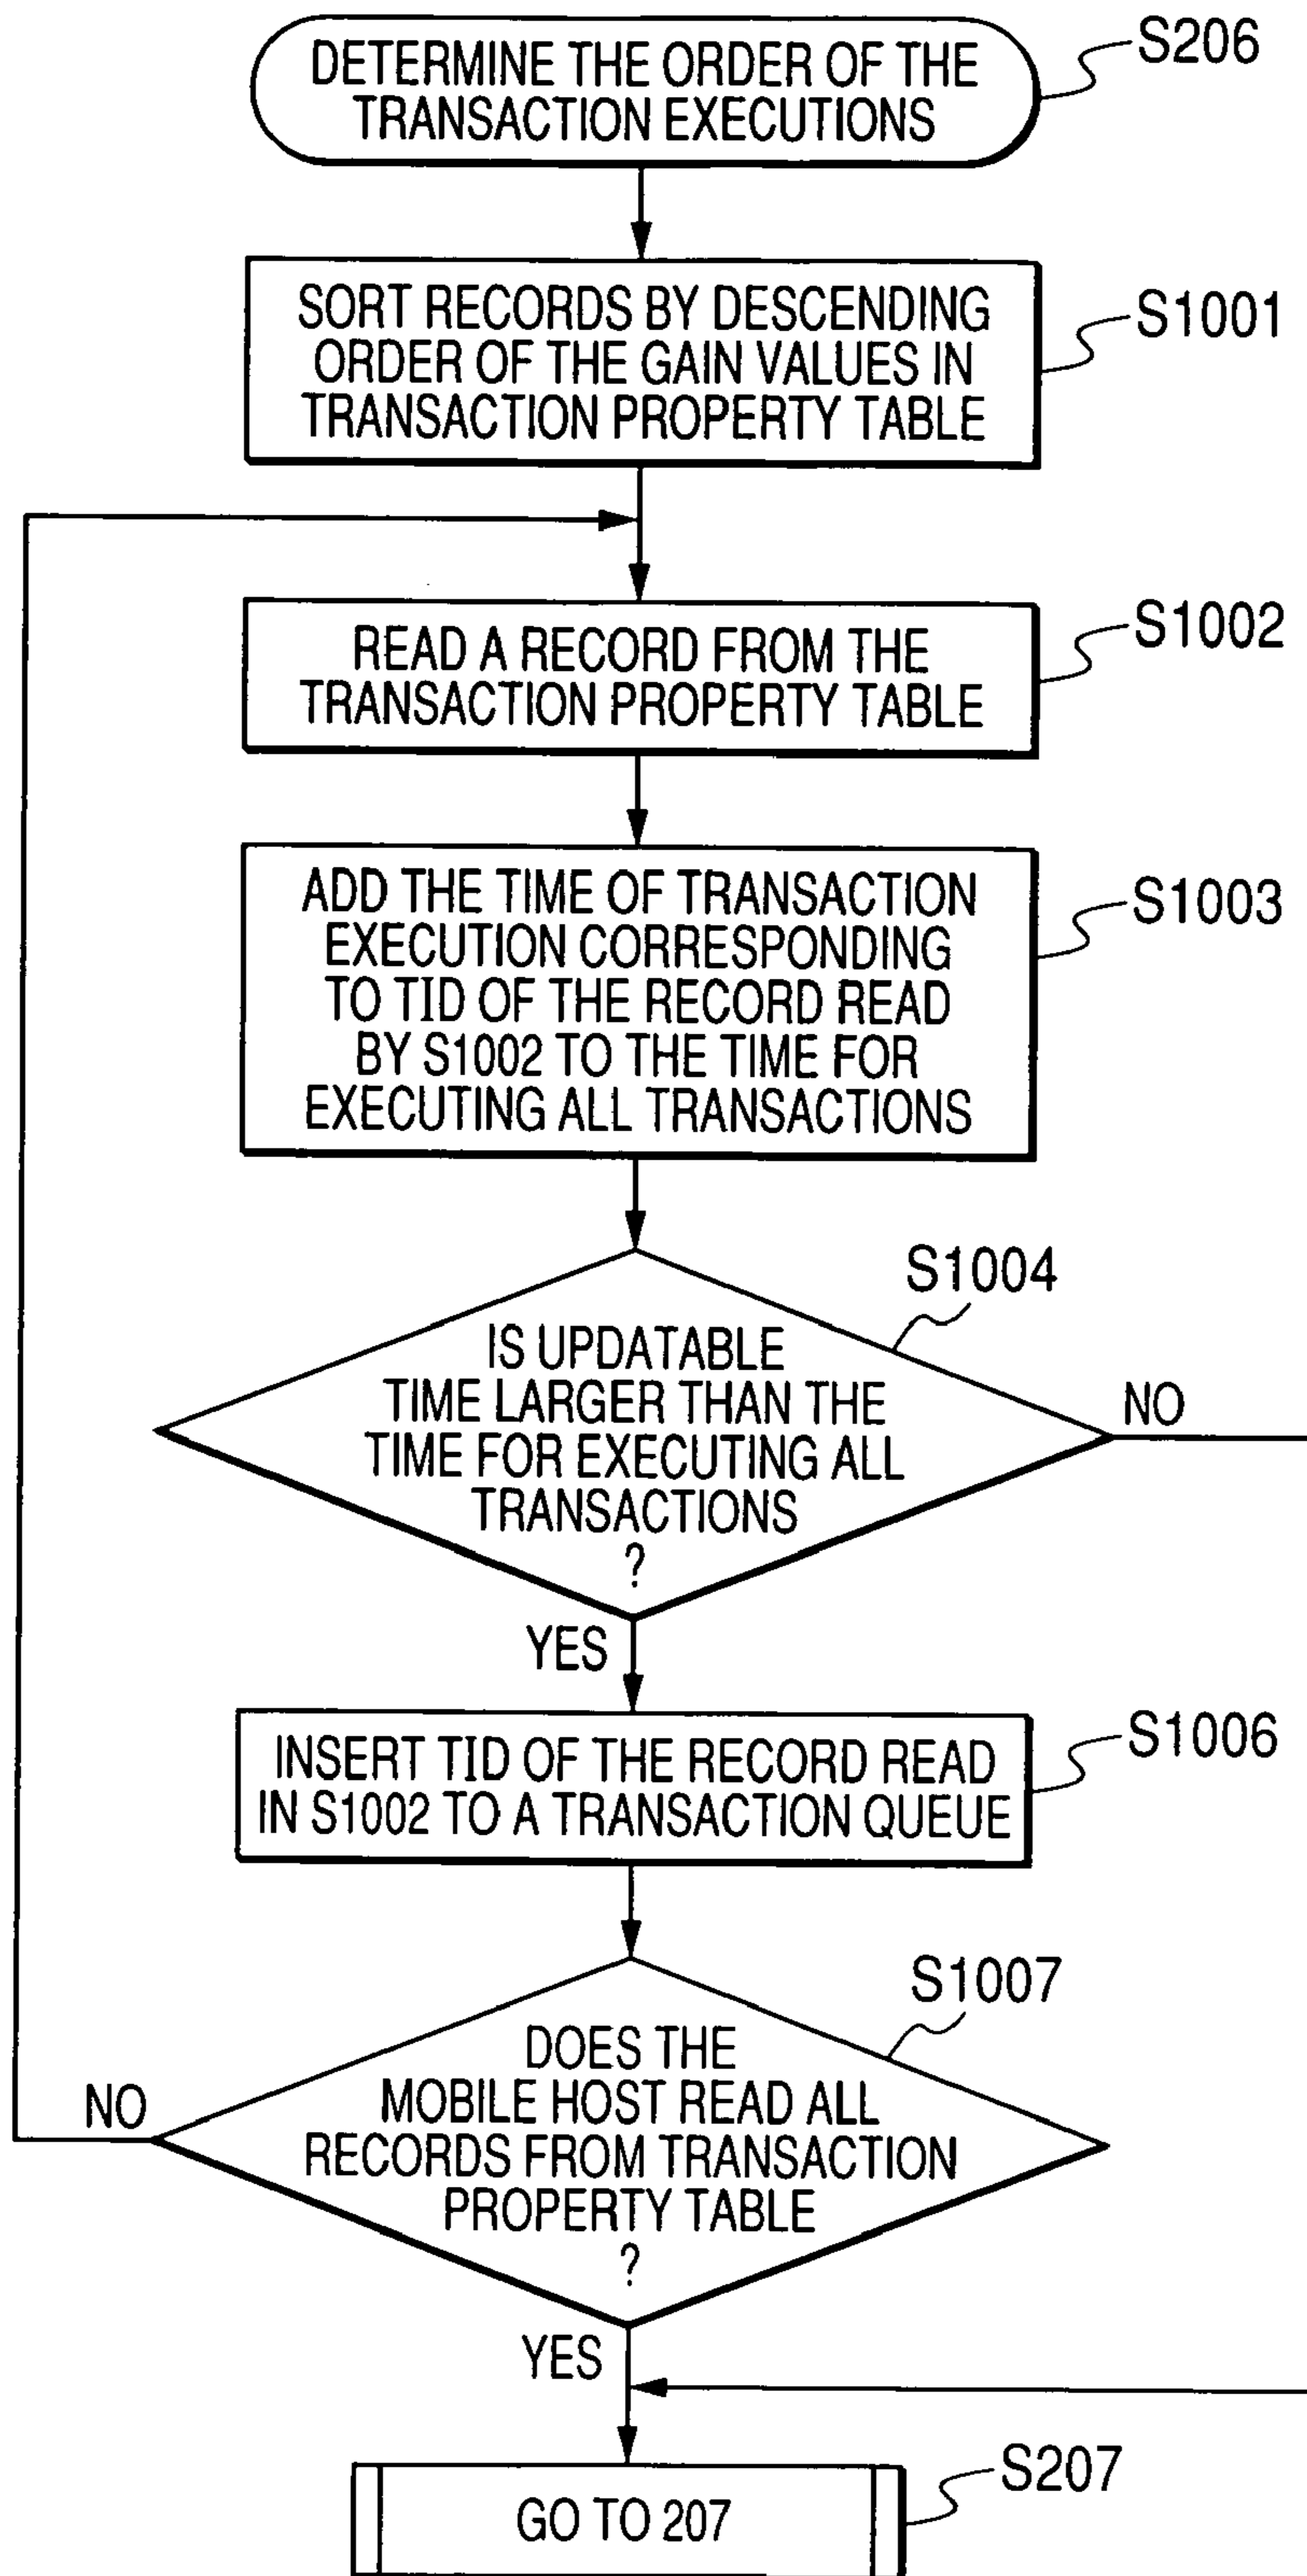 DETERMINE THE ORDER OF THE
TRANSACTION EXECUTIONS
S206
SORT RECORDS BY DESCENDING
ORDER OF THE GAIN VALUES IN
TRANSACTION PROPERTY TABLE
S1001
READ A RECORD FROM THE
TRANSACTION PROPERTY TABLE
S1002
ADD THE TIME OF TRANSACTION
EXECUTION CORRESPONDING
TO TID OF THE RECORD READ
BY S1002 TO THE TIME FOR
EXECUTING ALL TRANSACTIONS
S1003
S1004
IS UPDATABLE
TIME LARGER THAN THE
TIME FOR EXECUTING ALL
TRANSACTIONS
?
NO
YES
INSERT TID OF THE RECORD READ
IN S1002 TO A TRANSACTION QUEUE
S1006
S1007
DOES THE
MOBILE HOST READ ALL
RECORDS FROM TRANSACTION
PROPERTY TABLE
?
NO
YES
GO TO 207
S207